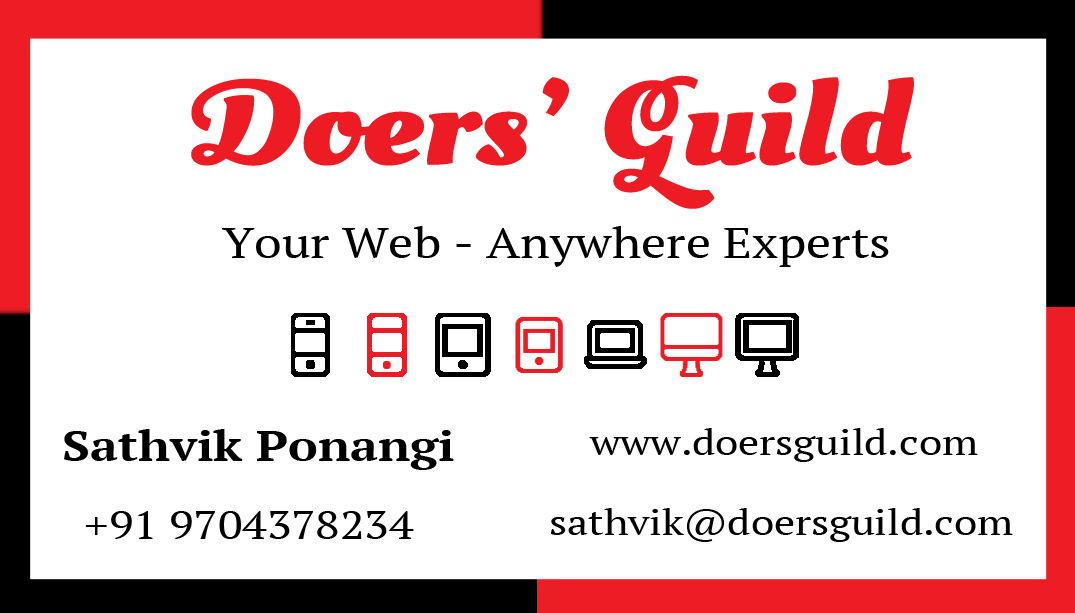 Doers’ Guild
Your Web - Anywhere Experts
Sathvik Ponangi
www.doersguild.com
+91 9704378234
sathvik@doersguild.com